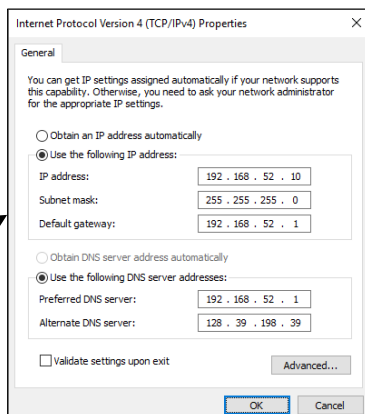 Internet Protocol Version 4 (TCP/IPv4) Properties
General
You can get IP settings assigned automatically if your network supports
this capability. Otherwise, you need to ask your network administrator
for the appropriate IP settings.
Obtain an IP address automatically
Use the following IP address:
IP address: 192 . 168 . 52 . 10
Subnet mask: 255 . 255 . 255 . 0
Default gateway: 192 . 168 . 52 . 1
Obtain DNS server address automatically
Use the following DNS server addresses:
Preferred DNS server: 192 . 168 . 52 . 1
Alternate DNS server: 128 . 39 . 198 . 39
Validate settings upon exit
Advanced...
OK Cancel